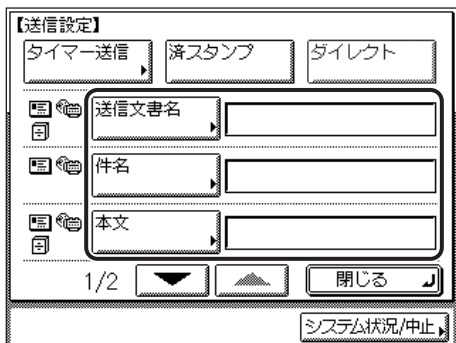 【送信設定】
タイマー送信 済スタンプ ダイレクト
送信文書名
件名
本文
1/2 閉じる
システム状況/中止